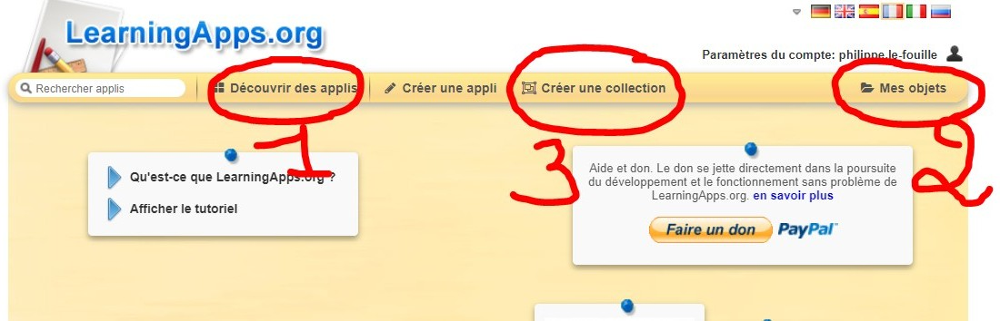 LearningApps.org
Paramètres du compte: philippe.le-fouille
Rechercher applis
Découvrir des applis
Créer une appli
Créer une collection
Mes objets
1
3
2
Qu'est-ce que LearningApps.org ?
Afficher le tutoriel
Aide et don. Le don se jette directement dans la poursuite
du développement et le fonctionnement sans problème de
LearningApps.org. en savoir plus
Faire un don PayPal